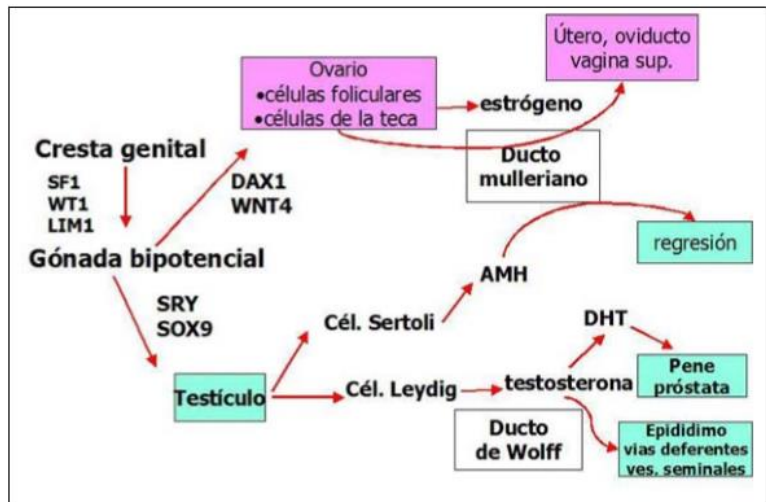 Ovario
•células foliculares
•células de la teca
Útero, oviducto
vagina sup.
estrógeno
Cresta genital
SF1
WT1
LIM1
DAX1
WNT4
Ducto
mulleriano
Gónada bipotencial
regresión
AMH
SRY
SOX9
Cél. Sertoli
DHT
Testículo
Cél. Leydig
testosterona
Pene
próstata
Ducto
de Wolff
Epididimo
vias deferentes
ves. seminales